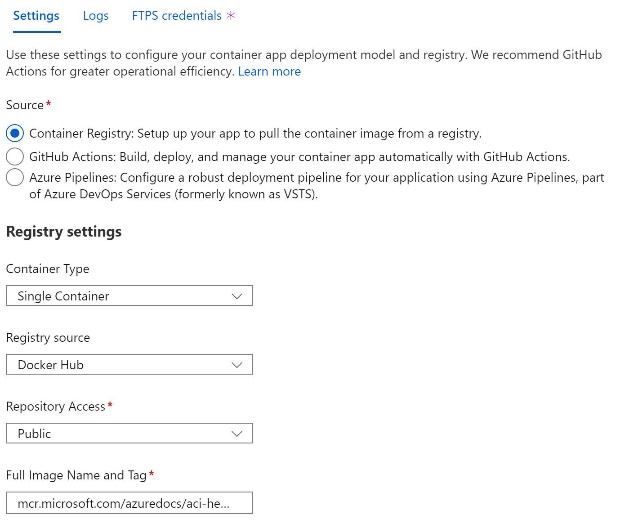 Settings Logs FTPS credentials *
Use these settings to configure your container app deployment model and registry. We recommend GitHub
Actions for greater operational efficiency. Learn more
Source*
Container Registry: Setup up your app to pull the container image from a registry.
GitHub Actions: Build, deploy, and manage your container app automatically with GitHub Actions.
Azure Pipelines: Configure a robust deployment pipeline for your application using Azure Pipelines, part
of Azure DevOps Services (formerly known as VSTS).
Registry settings
Container Type
Single Container
Registry source
Docker Hub
Repository Access*
Public
Full Image Name and Tag*
mcr.microsoft.com/azuredocs/aci-he...